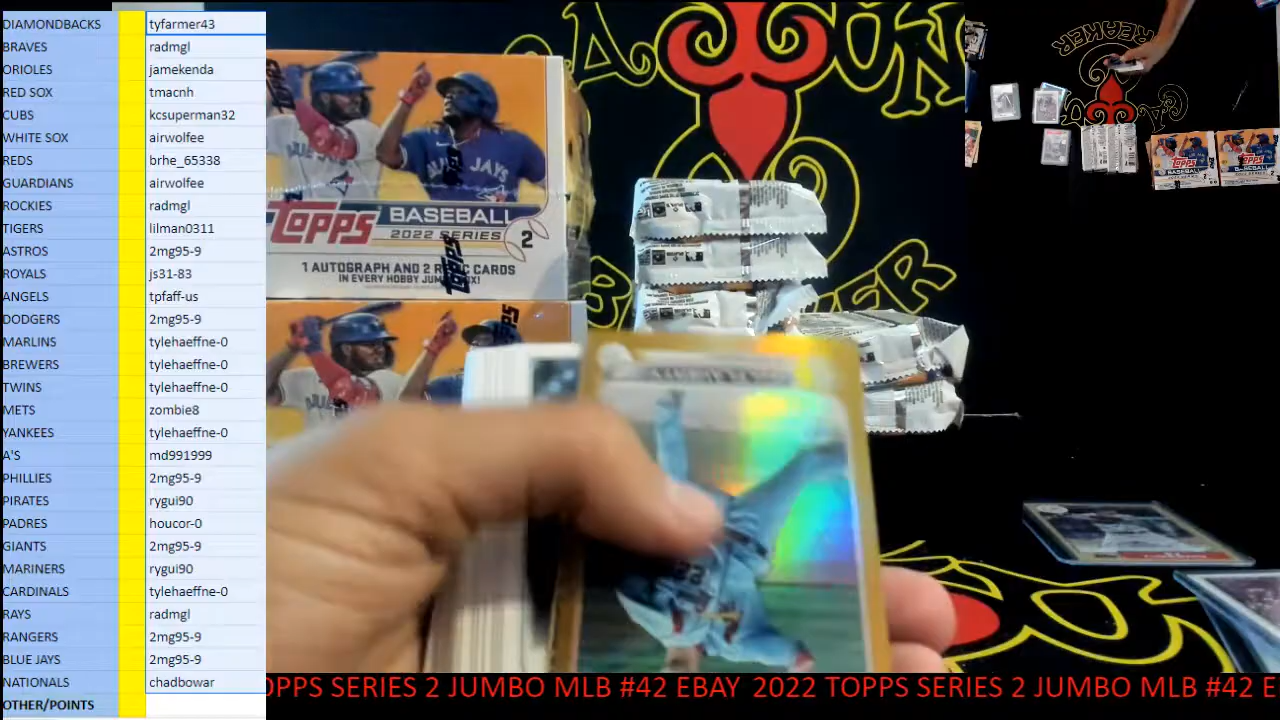 DIAMONDBACKS tyfarmer43
BRAVES radmgl
ORIOLES jamekenda
RED SOX tmacnh
CUBS kcsuperman32
WHITE SOX airwolfee
REDS brhe_65338
GUARDIANS airwolfee
ROCKIES radmgl
TIGERS lilman0311
ASTROS 2mg95-9
ROYALS js31-83
ANGELS tpfaff-us
DODGERS 2mg95-9
MARLINS tylehaeffne-0
BREWERS tylehaeffne-0
TWINS tylehaeffne-0
METS zombie8
YANKEES tylehaeffne-0
A'S md991999
PHILLIES 2mg95-9
PIRATES rygui90
PADRES houcor-0
GIANTS 2mg95-9
MARINERS rygui90
CARDINALS tylehaeffne-0
RAYS radmgl
RANGERS 2mg95-9
BLUE JAYS 2mg95-9
NATIONALS chadbowar
OTHER/POINTS
JAYS
TOPPS BASEBALL
2022 SERIES 2
1 AUTOGRAPH AND 2 CARDS
IN EVERY HOBBY
TOPPS
REAKER
OPPS SERIES 2 JUMBO MLB #42 EBAY 2022 TOPPS SERIES 2 JUMBO MLB #42 E